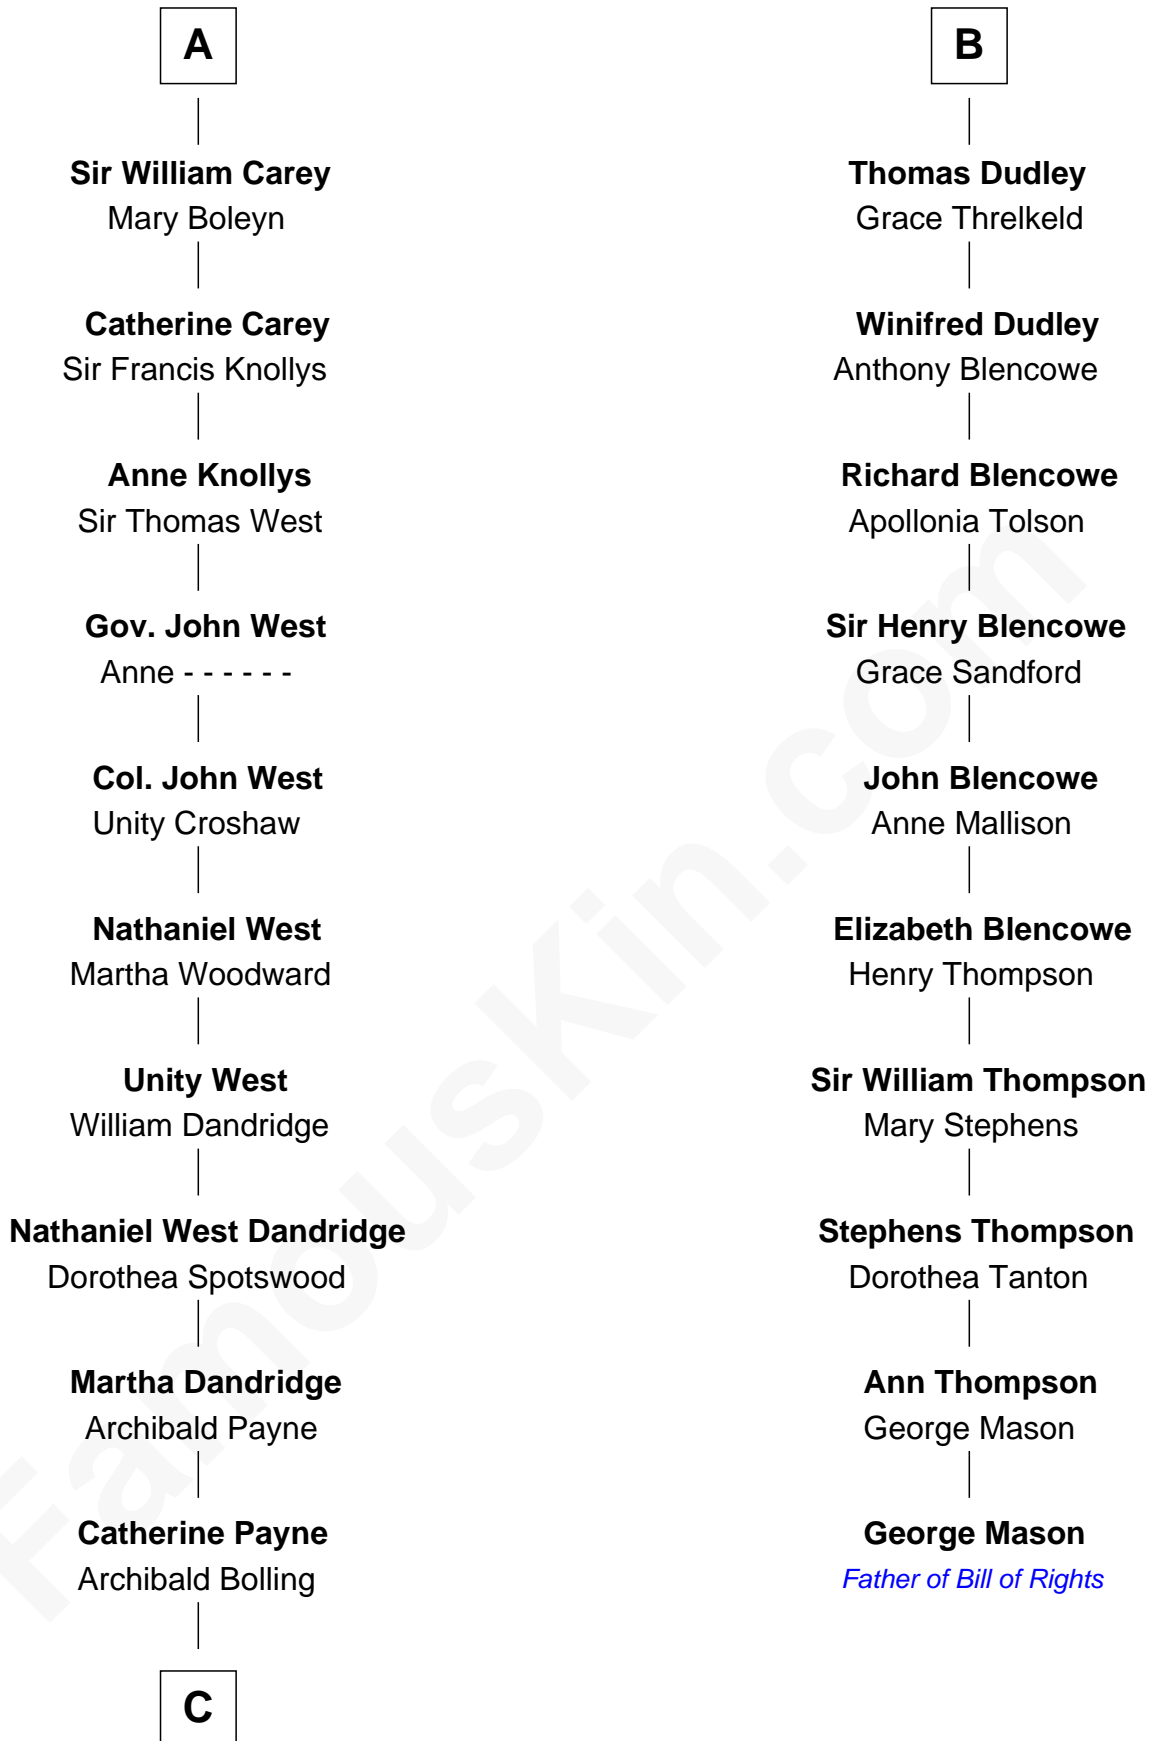 A
Sir William Carey
Mary Boleyn
Catherine Carey
Sir Francis Knollys
Anne Knollys
Sir Thomas West
Gov. John West
Anne - - - - - -
Col. John West
Unity Croshaw
Nathaniel West
Martha Woodward
Unity West
William Dandridge
Nathaniel West Dandridge
Dorothea Spotswood
Martha Dandridge
Archibald Payne
Catherine Payne
Archibald Bolling
C
B
Thomas Dudley
Grace Threlkeld
Winifred Dudley
Anthony Blencowe
Richard Blencowe
Apollonia Tolson
Sir Henry Blencowe
Grace Sandford
John Blencowe
Anne Mallison
Elizabeth Blencowe
Henry Thompson
Sir William Thompson
Mary Stephens
Stephens Thompson
Dorothea Tanton
Ann Thompson
George Mason
George Mason
Father of Bill of Rights
FamousKin.com